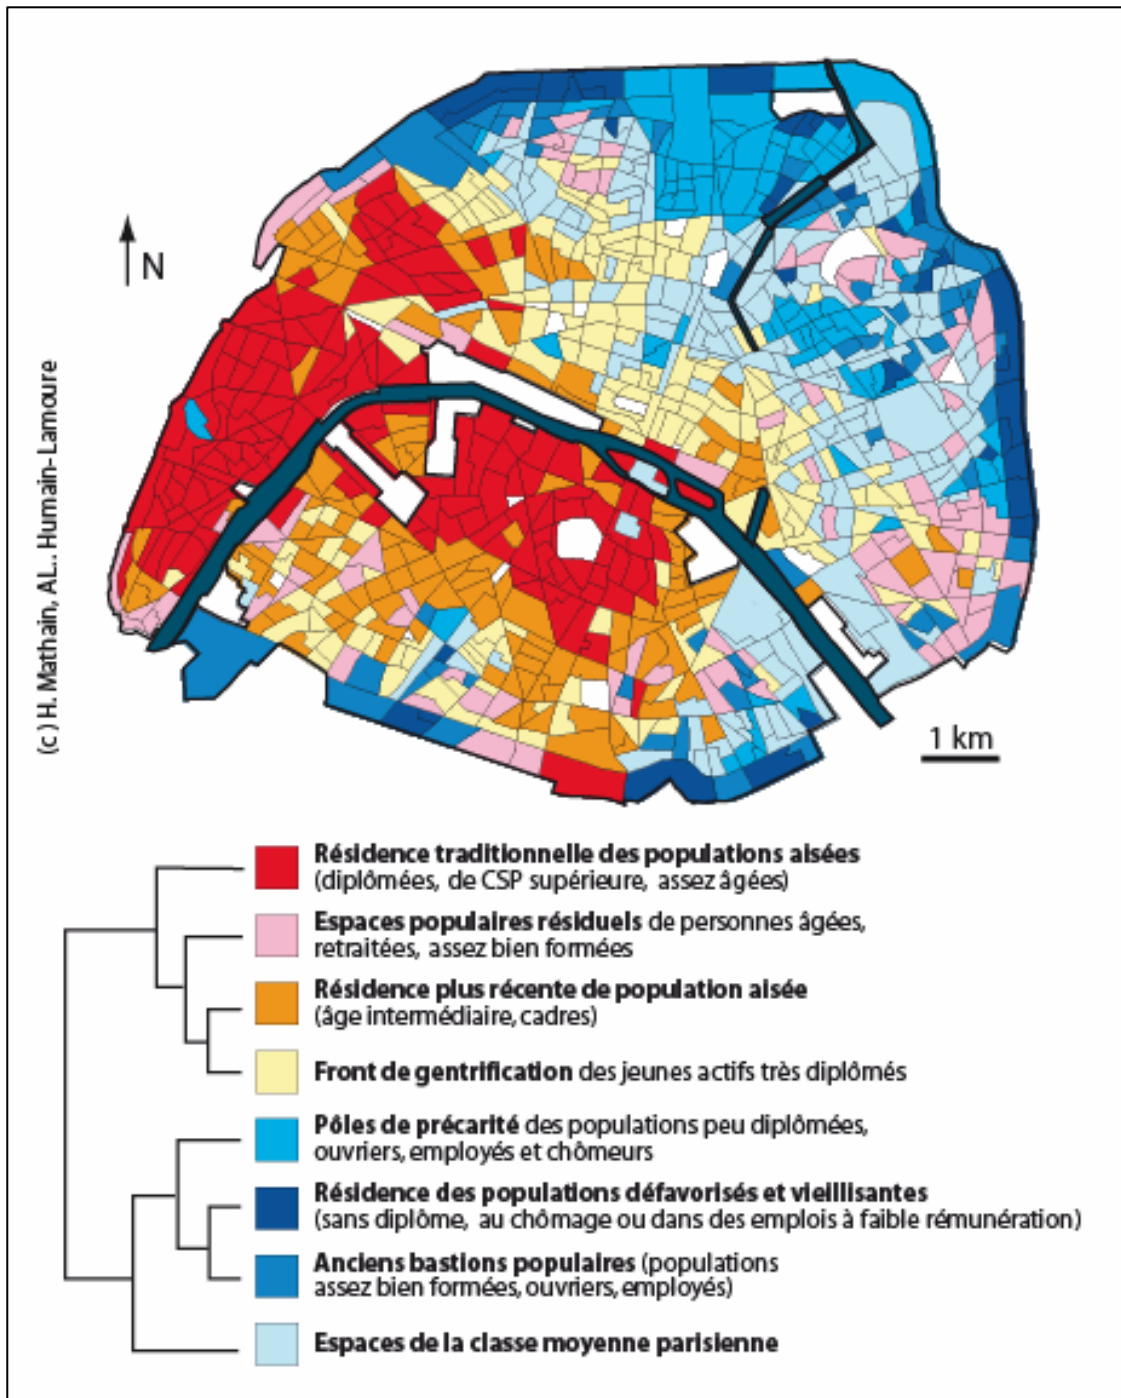 N
(c) H. Mathain, AL.. Humain-Lamoure
1 km
Résidence traditionnelle des populations aisées
(diplômées, de CSP supérieure, assez âgées)
Espaces populaires résiduels de personnes âgées,
retraitées, assez bien formées
Résidence plus récente de population aisée
(âge intermédiaire, cadres)
Front de gentrification des jeunes actifs très diplômés
Pôles de précarité des populations peu diplômées,
ouvriers, employés et chômeurs
Résidence des populations défavorisés et vieillisantes
(sans diplôme, au chômage ou dans des emplois à faible rémunération)
Anciens bastions populaires (populations
assez bien formées, ouvriers, employés)
Espaces de la classe moyenne parisienne